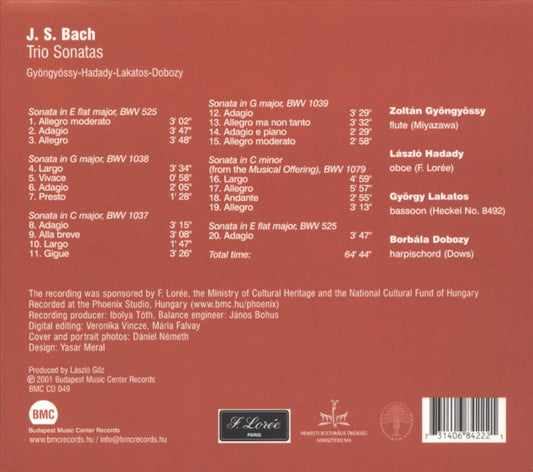 J. S. Bach
Trio Sonatas
Gyöngyössy-Hadady-Lakatos-Dobozy
Sonata in E flat major, BWV 525
1. Allegro moderato 3' 02"
2. Adagio 3' 47"
3. Allegro 3' 48"
Sonata in G major, BWV 1038
4. Largo 3' 34"
5. Vivace 0' 58"
6. Adagio 2' 05"
7. Presto 1' 28"
Sonata in C major, BWV 1037
8. Adagio 3' 15"
9. Alla breve 3' 08"
10. Largo 1' 47"
11. Gigue 3' 26"
Sonata in G major, BWV 1039
12. Adagio 3' 29"
13. Allegro ma non tanto 3' 32"
14. Adagio e piano 2' 29"
15. Allegro moderato 2' 58"
Sonata in C minor
(from the Musical Offering), BWV 1079
16. Largo 4' 59"
17. Allegro 5' 57"
18. Andante 2' 55"
19. Allegro 3' 13"
Sonata in E flat major, BWV 525
20. Adagio 3' 47"
Total time: 64' 44"
Zoltán Gyöngyössy
flute (Miyazawa)
László Hadady
oboe (F. Lorée)
György Lakatos
bassoon (Heckel No. 8492)
Borbála Dobozy
harpischord (Dows)
The recording was sponsored by F. Lorée, the Ministry of Cultural Heritage and the National Cultural Fund of Hungary
Recorded at the Phoenix Studio, Hungary (www.bmc.hu/phoenix)
Recording producer: Ibolya Tóth, Balance engineer: János Bohus
Digital editing: Veronika Vincze, Mária Falvay
Cover and portrait photos: Dániel Németh
Design: Yasar Meral
Produced by László Gőz
℗ © 2001 Budapest Music Center Records
BMC CD 049
BMC
Budapest Music Center Records
www.bmcrecords.hu / info@bmcrecords.hu
F. Lorée
PARIS
NEMZETI KULTURÁLIS ÖRÖKSÉG
MINISZTÉRIUMA
7 31406 84222 1